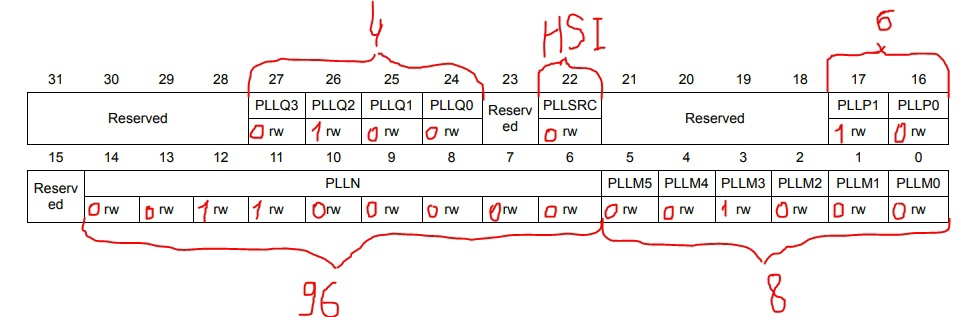 4 HSI 6
31 30 29 28 27 26 25 24 23 22 21 20 19 18 17 16
Reserved PLLQ3 PLLQ2 PLLQ1 PLLQ0 Reserv PLLSRC Reserved PLLP1 PLLP0
0 rw 1 rw 0 rw 0 rw ed 0 rw 1 rw 0 rw
15 14 13 12 11 10 9 8 7 6 5 4 3 2 1 0
Reserv PLLN PLLM5 PLLM4 PLLM3 PLLM2 PLLM1 PLLM0
ed 0 rw 0 rw 1 rw 1 rw 0 rw 0 rw 0 rw 0 rw 0 rw 0 rw 0 rw 1 rw 0 rw 0 rw 0 rw
96 8